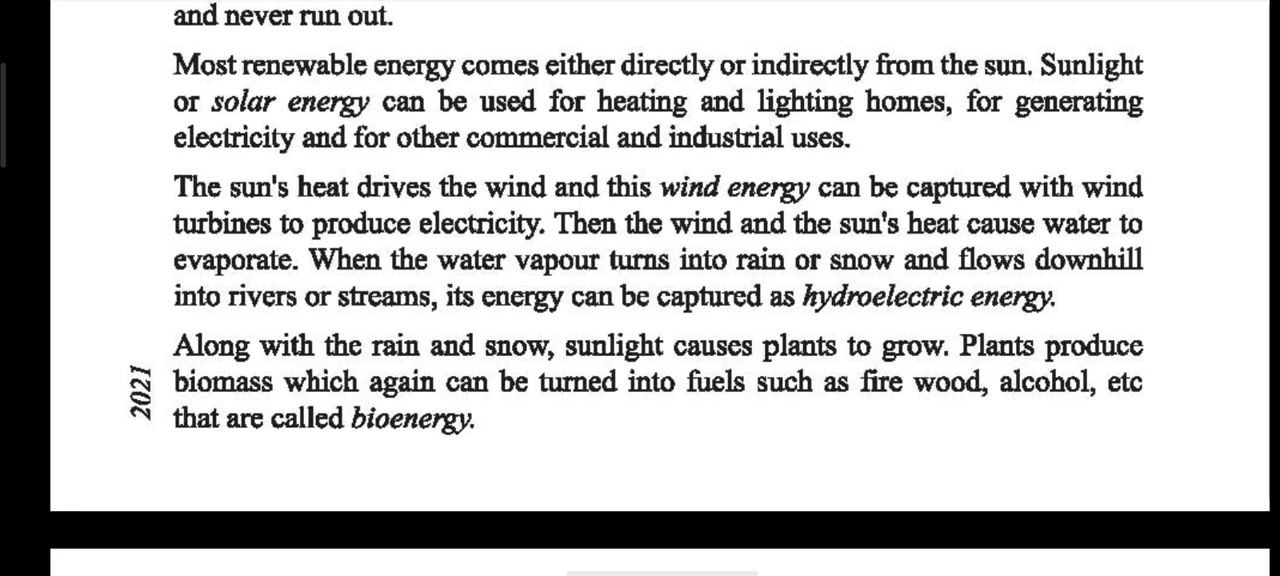 and never run out.
Most renewable energy comes either directly or indirectly from the sun. Sunlight
or solar energy can be used for heating and lighting homes, for generating
electricity and for other commercial and industrial uses.
The sun's heat drives the wind and this wind energy can be captured with wind
turbines to produce electricity. Then the wind and the sun's heat cause water to
evaporate. When the water vapour turns into rain or snow and flows downhill
into rivers or streams, its energy can be captured as hydroelectric energy.
Along with the rain and snow, sunlight causes plants to grow. Plants produce
biomass which again can be turned into fuels such as fire wood, alcohol, etc
that are called bioenergy.
2021